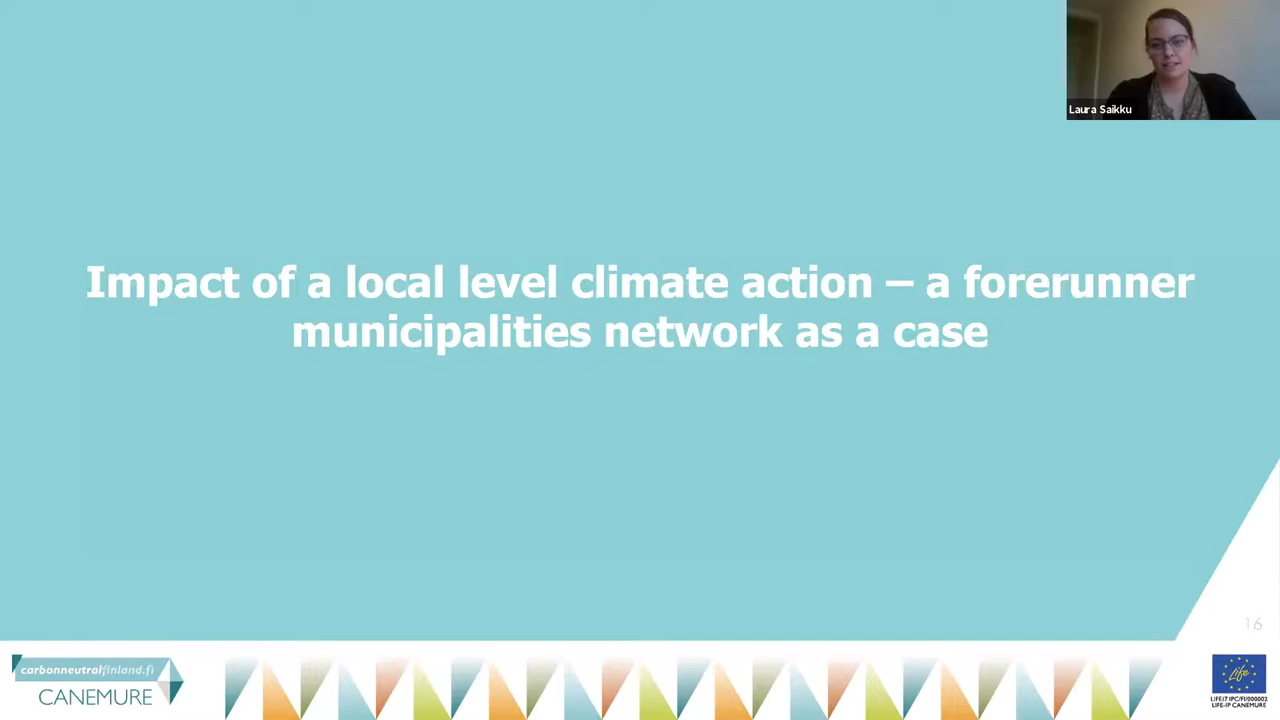 Laura Saikku
Impact of a local level climate action – a forerunner
municipalities network as a case
16
carbonneutralfinland.fi
CANEMURE
Life
LIFE17 IPC/FI/000002
LIFE-IP CANEMURE